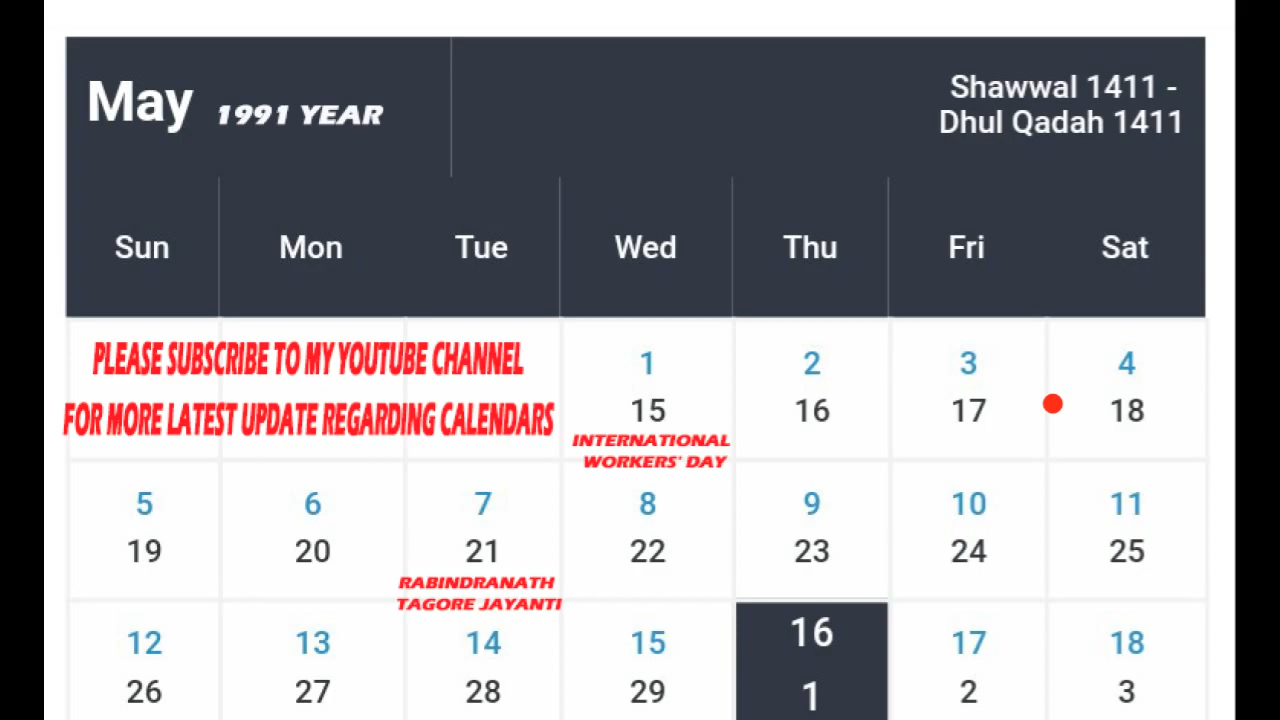 May 1991 YEAR
Shawwal 1411 -
Dhul Qadah 1411
Sun Mon Tue Wed Thu Fri Sat
PLEASE SUBSCRIBE TO MY YOUTUBE CHANNEL
FOR MORE LATEST UPDATE REGARDING CALENDARS
1 2 3 4
15 16 17 18
INTERNATIONAL
WORKERS' DAY
5 6 7 8 9 10 11
19 20 21 22 23 24 25
RABINDRANATH
TAGORE JAYANTI
12 13 14 15 16 17 18
26 27 28 29 1 2 3